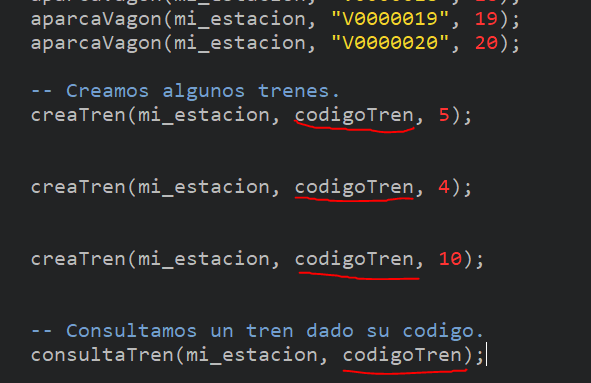 aparcaVagon(mi_estacion, "V0000019", 19);
aparcaVagon(mi_estacion, "V0000020", 20);
-- Creamos algunos trenes.
creaTren(mi_estacion, codigoTren, 5);
creaTren(mi_estacion, codigoTren, 4);
creaTren(mi_estacion, codigoTren, 10);
-- Consultamos un tren dado su codigo.
consultaTren(mi_estacion, codigoTren);